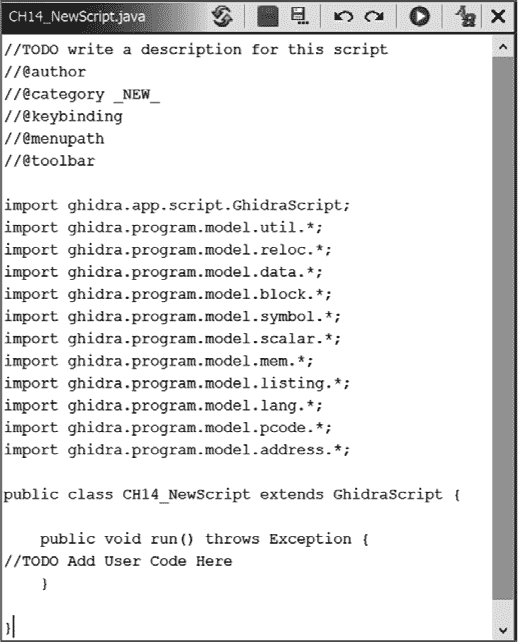 CH14_NewScript.java
//TODO write a description for this script
//@author
//@category _NEW_
//@keybinding
//@menupath
//@toolbar
import ghidra.app.script.GhidraScript;
import ghidra.program.model.util.*;
import ghidra.program.model.reloc.*;
import ghidra.program.model.data.*;
import ghidra.program.model.block.*;
import ghidra.program.model.symbol.*;
import ghidra.program.model.scalar.*;
import ghidra.program.model.mem.*;
import ghidra.program.model.listing.*;
import ghidra.program.model.lang.*;
import ghidra.program.model.pcode.*;
import ghidra.program.model.address.*;
public class CH14_NewScript extends GhidraScript {
    public void run() throws Exception {
//TODO Add User Code Here
    }
}